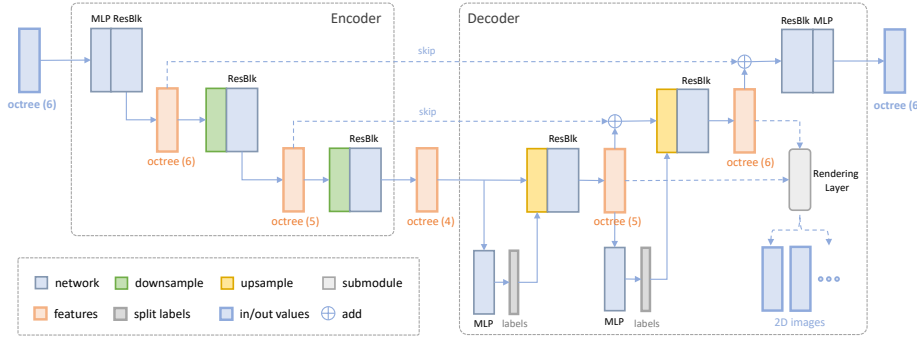 Encoder
Decoder
MLP ResBlk
ResBlk MLP
skip
ResBlk
ResBlk
octree (6)
octree (6)
skip
octree (6)
ResBlk
ResBlk
octree (6)
Rendering
Layer
octree (5)
octree (4)
octree (5)
network
downsample
upsample
submodule
features
split labels
in/out values
add
MLP
labels
MLP
labels
2D images